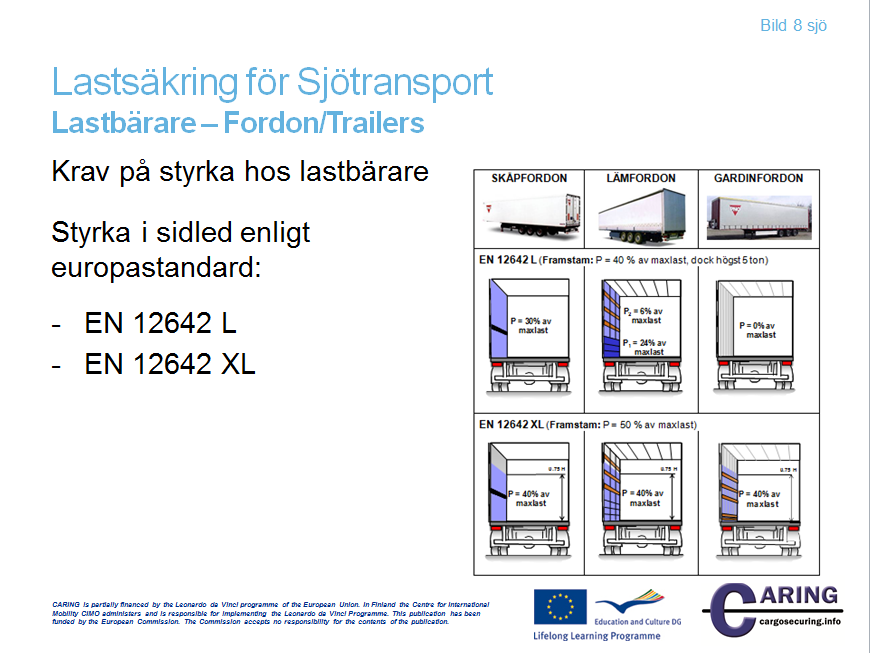 Bild 8 sjö
Lastsäkring för Sjötransport
Lastbärare – Fordon/Trailers
Krav på styrka hos lastbärare
Styrka i sidled enligt
europastandard:
- EN 12642 L
- EN 12642 XL
SKÅPFORDON LÄMFORDON GARDINFORDON
EN 12642 L (Framstam: P = 40 % av maxlast, dock högst 5 ton)
P = 30% av
maxlast
P2 = 6% av
maxlast
P1 = 24% av
maxlast
P = 0% av
maxlast
EN 12642 XL (Framstam: P = 50 % av maxlast)
0.75 H
P = 40% av
maxlast
0.75 H
P = 40% av
maxlast
0.75 H
P = 40% av
maxlast
CARING is partially financed by the Leonardo da Vinci programme of the European Union. In Finland the Centre for International
Mobility CIMO administers and is responsible for implementing the Leonardo da Vinci Programme. This publication has been
funded by the European Commission. The Commission accepts no responsibility for the contents of the publication.
Education and Culture DG
Lifelong Learning Programme
CARING
cargosecuring.info